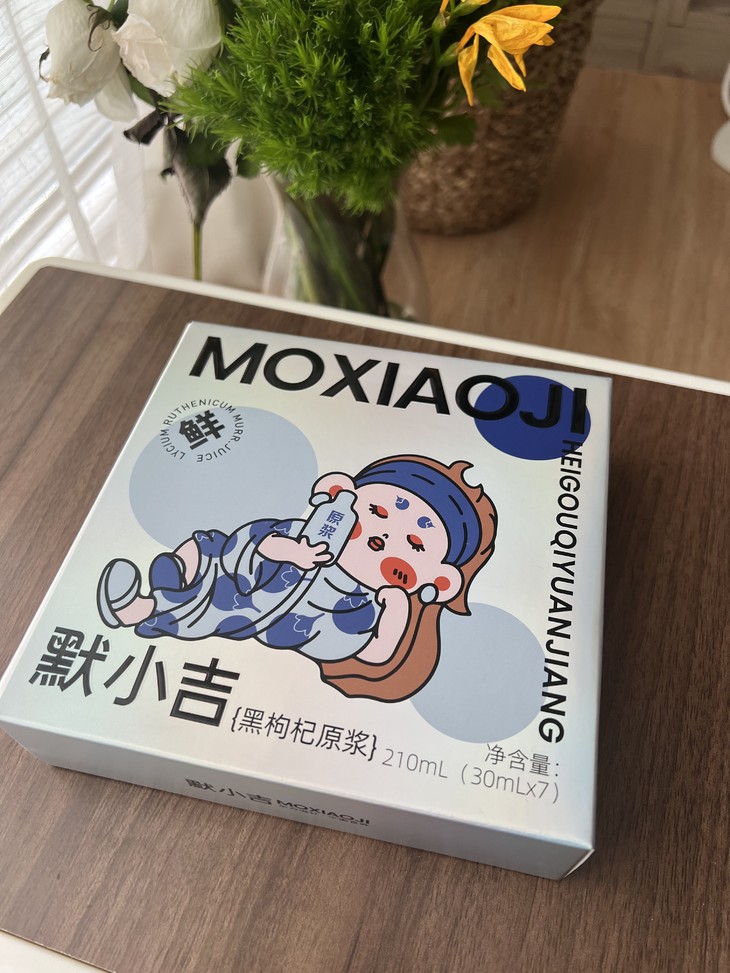 MOXIAOJI
LYCIUM RUTHENICUM MURR. JUICE
鲜
HEIGOUQIYUANJIANG
原浆
默小吉
{黑枸杞原浆}
净含量:
210mL（30mLx7）
默小吉 MOXIAOJI